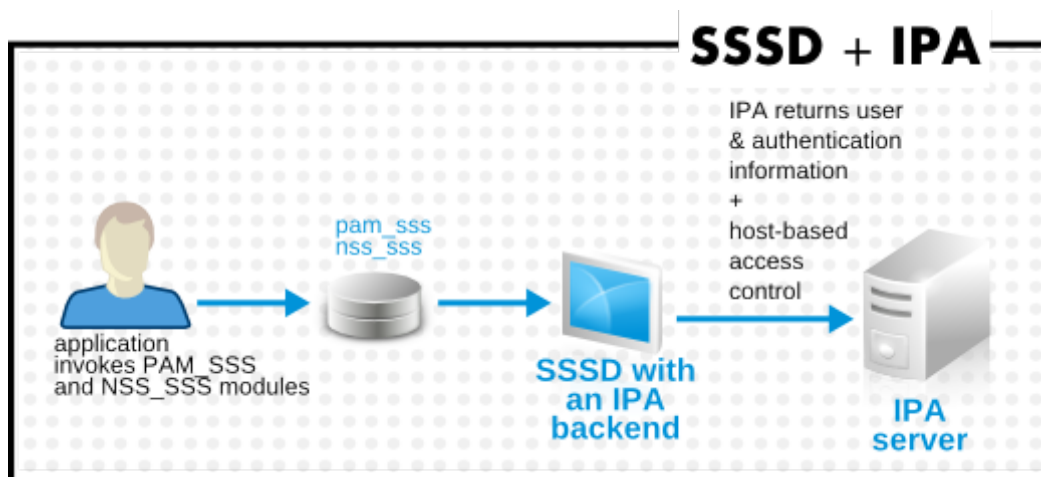 SSSD + IPA
IPA returns user
& authentication
information
+
host-based
access
control
pam_sss
nss_sss
application
invokes PAM_SSS
and NSS_SSS modules
SSSD with
an IPA
backend
IPA
server